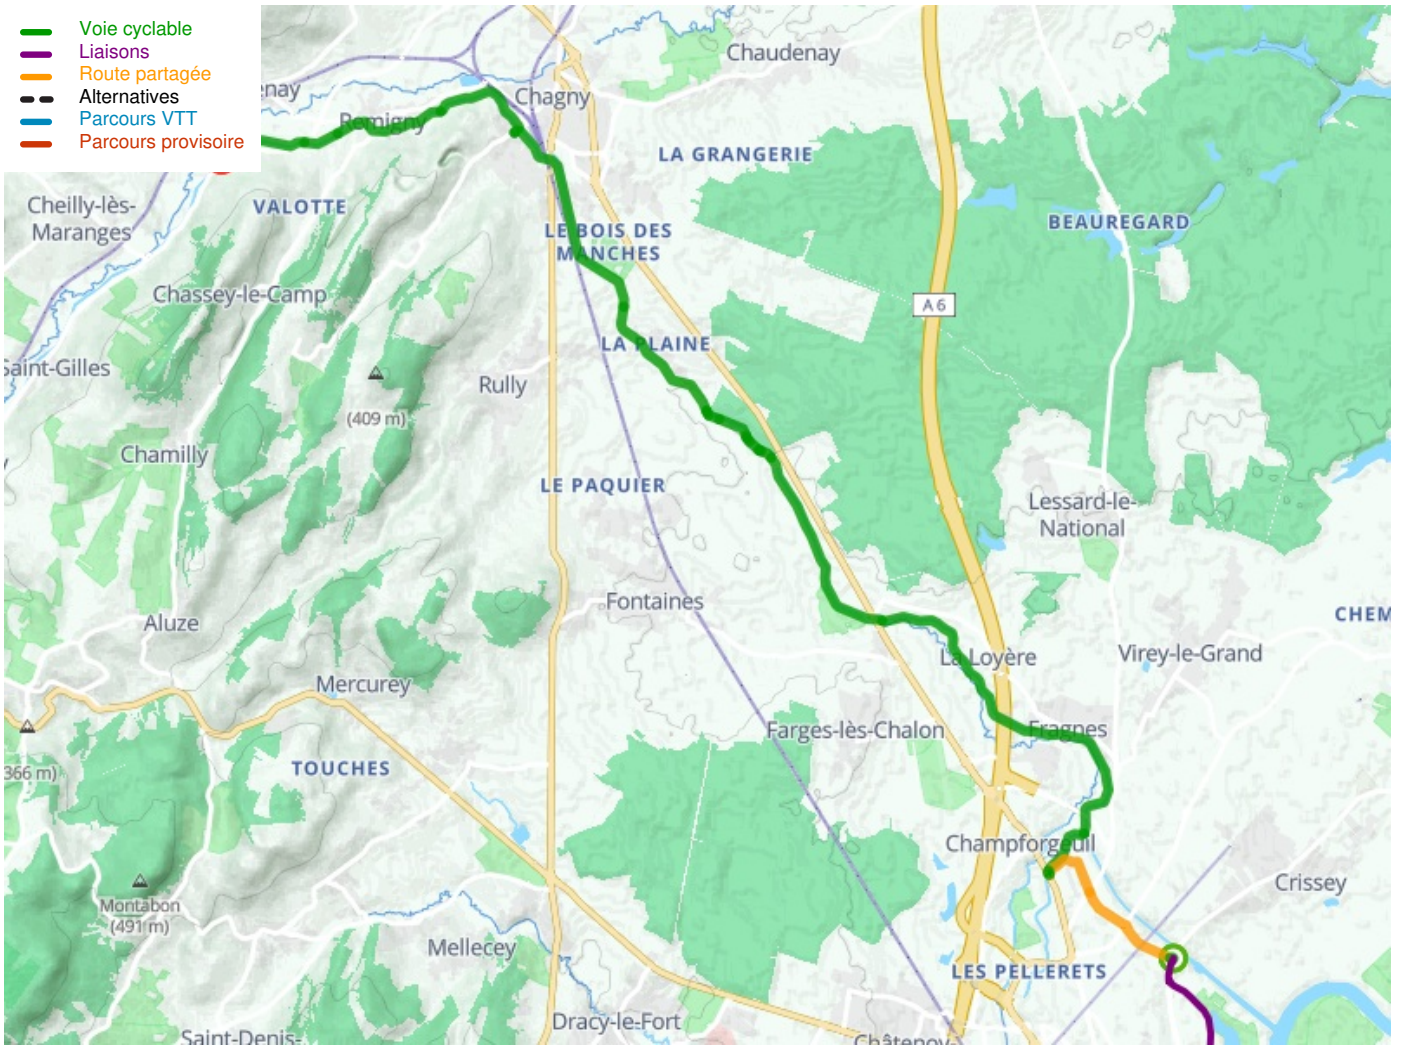 Voie cyclable
Liaisons
Route partagée
Alternatives
Parcours VTT
Parcours provisoire
Chaudenay
enay
Chagny
Remigny
LA GRANGERIE
Cheilly-lès-
Maranges
VALOTTE
BEAUREGARD
LE BOIS DES
MANCHES
Chassey-le-Camp
A 6
LA PLAINE
Saint-Gilles
Rully
(409 m)
Chamilly
LE PAQUIER
Lessard-le-
National
Fontaines
CHEM
Aluze
La Loyère
Virey-le-Grand
Mercurey
Farges-lès-Chalon
Fragnes
TOUCHES
366 m)
Champforgeuil
Crissey
Montabon
(491 m)
Mellecey
LES PELLERETS
Dracy-le-Fort
Saint-Denis-
Châtenoy-